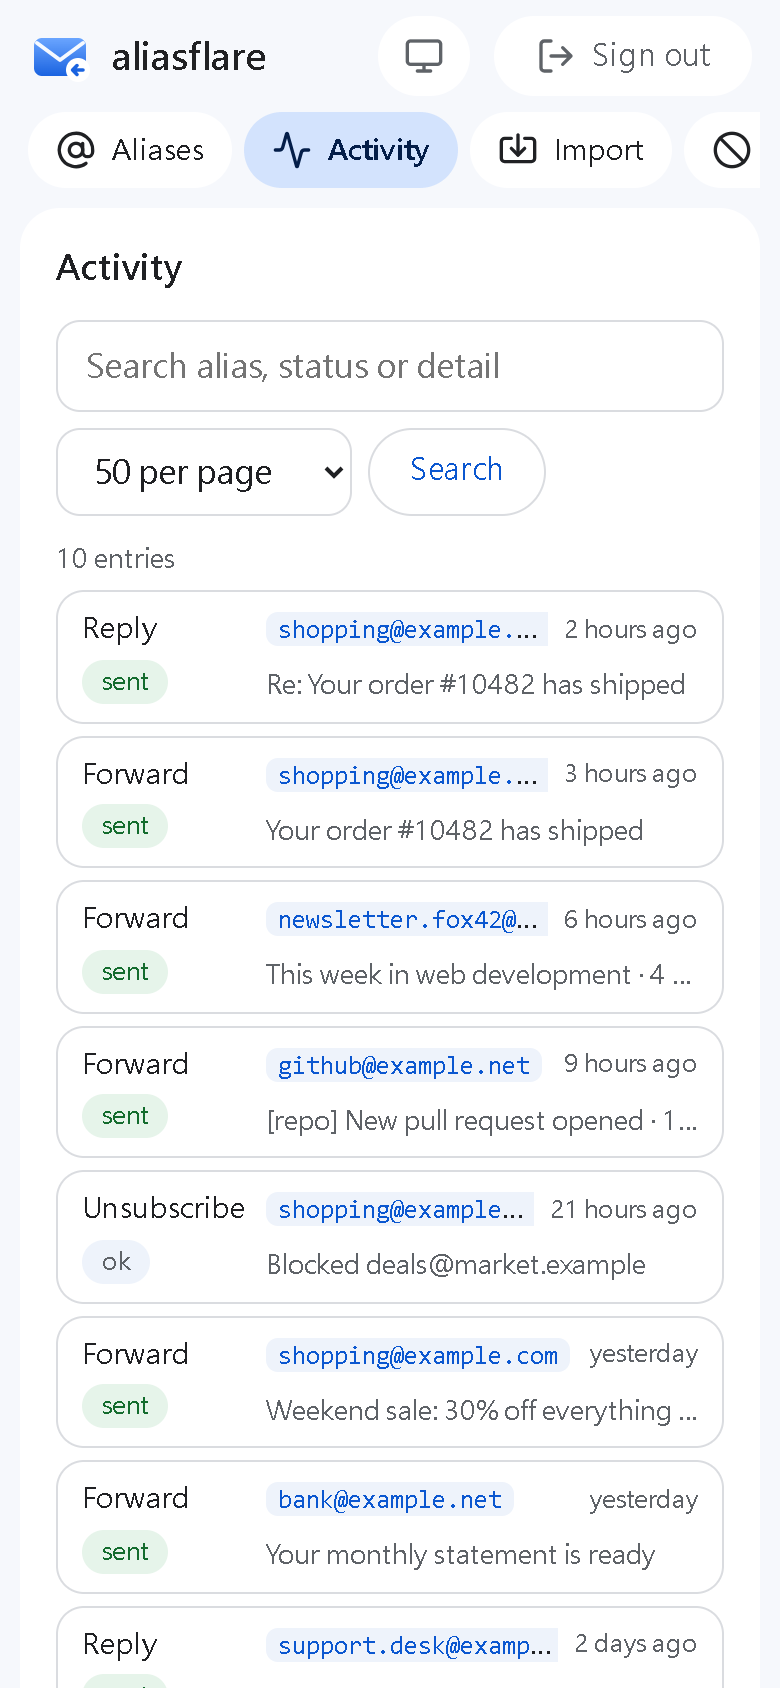 aliasflare
Sign out
Aliases
Activity
Import
Activity
Search alias, status or detail
50 per page
Search
10 entries
Reply shopping@example.... 2 hours ago
sent Re: Your order #10482 has shipped
Forward shopping@example.... 3 hours ago
sent Your order #10482 has shipped
Forward newsletter.fox42@... 6 hours ago
sent This week in web development · 4 ...
Forward github@example.net 9 hours ago
sent [repo] New pull request opened · 1...
Unsubscribe shopping@example... 21 hours ago
ok Blocked deals@market.example
Forward shopping@example.com yesterday
sent Weekend sale: 30% off everything ...
Forward bank@example.net yesterday
sent Your monthly statement is ready
Reply support.desk@examp... 2 days ago